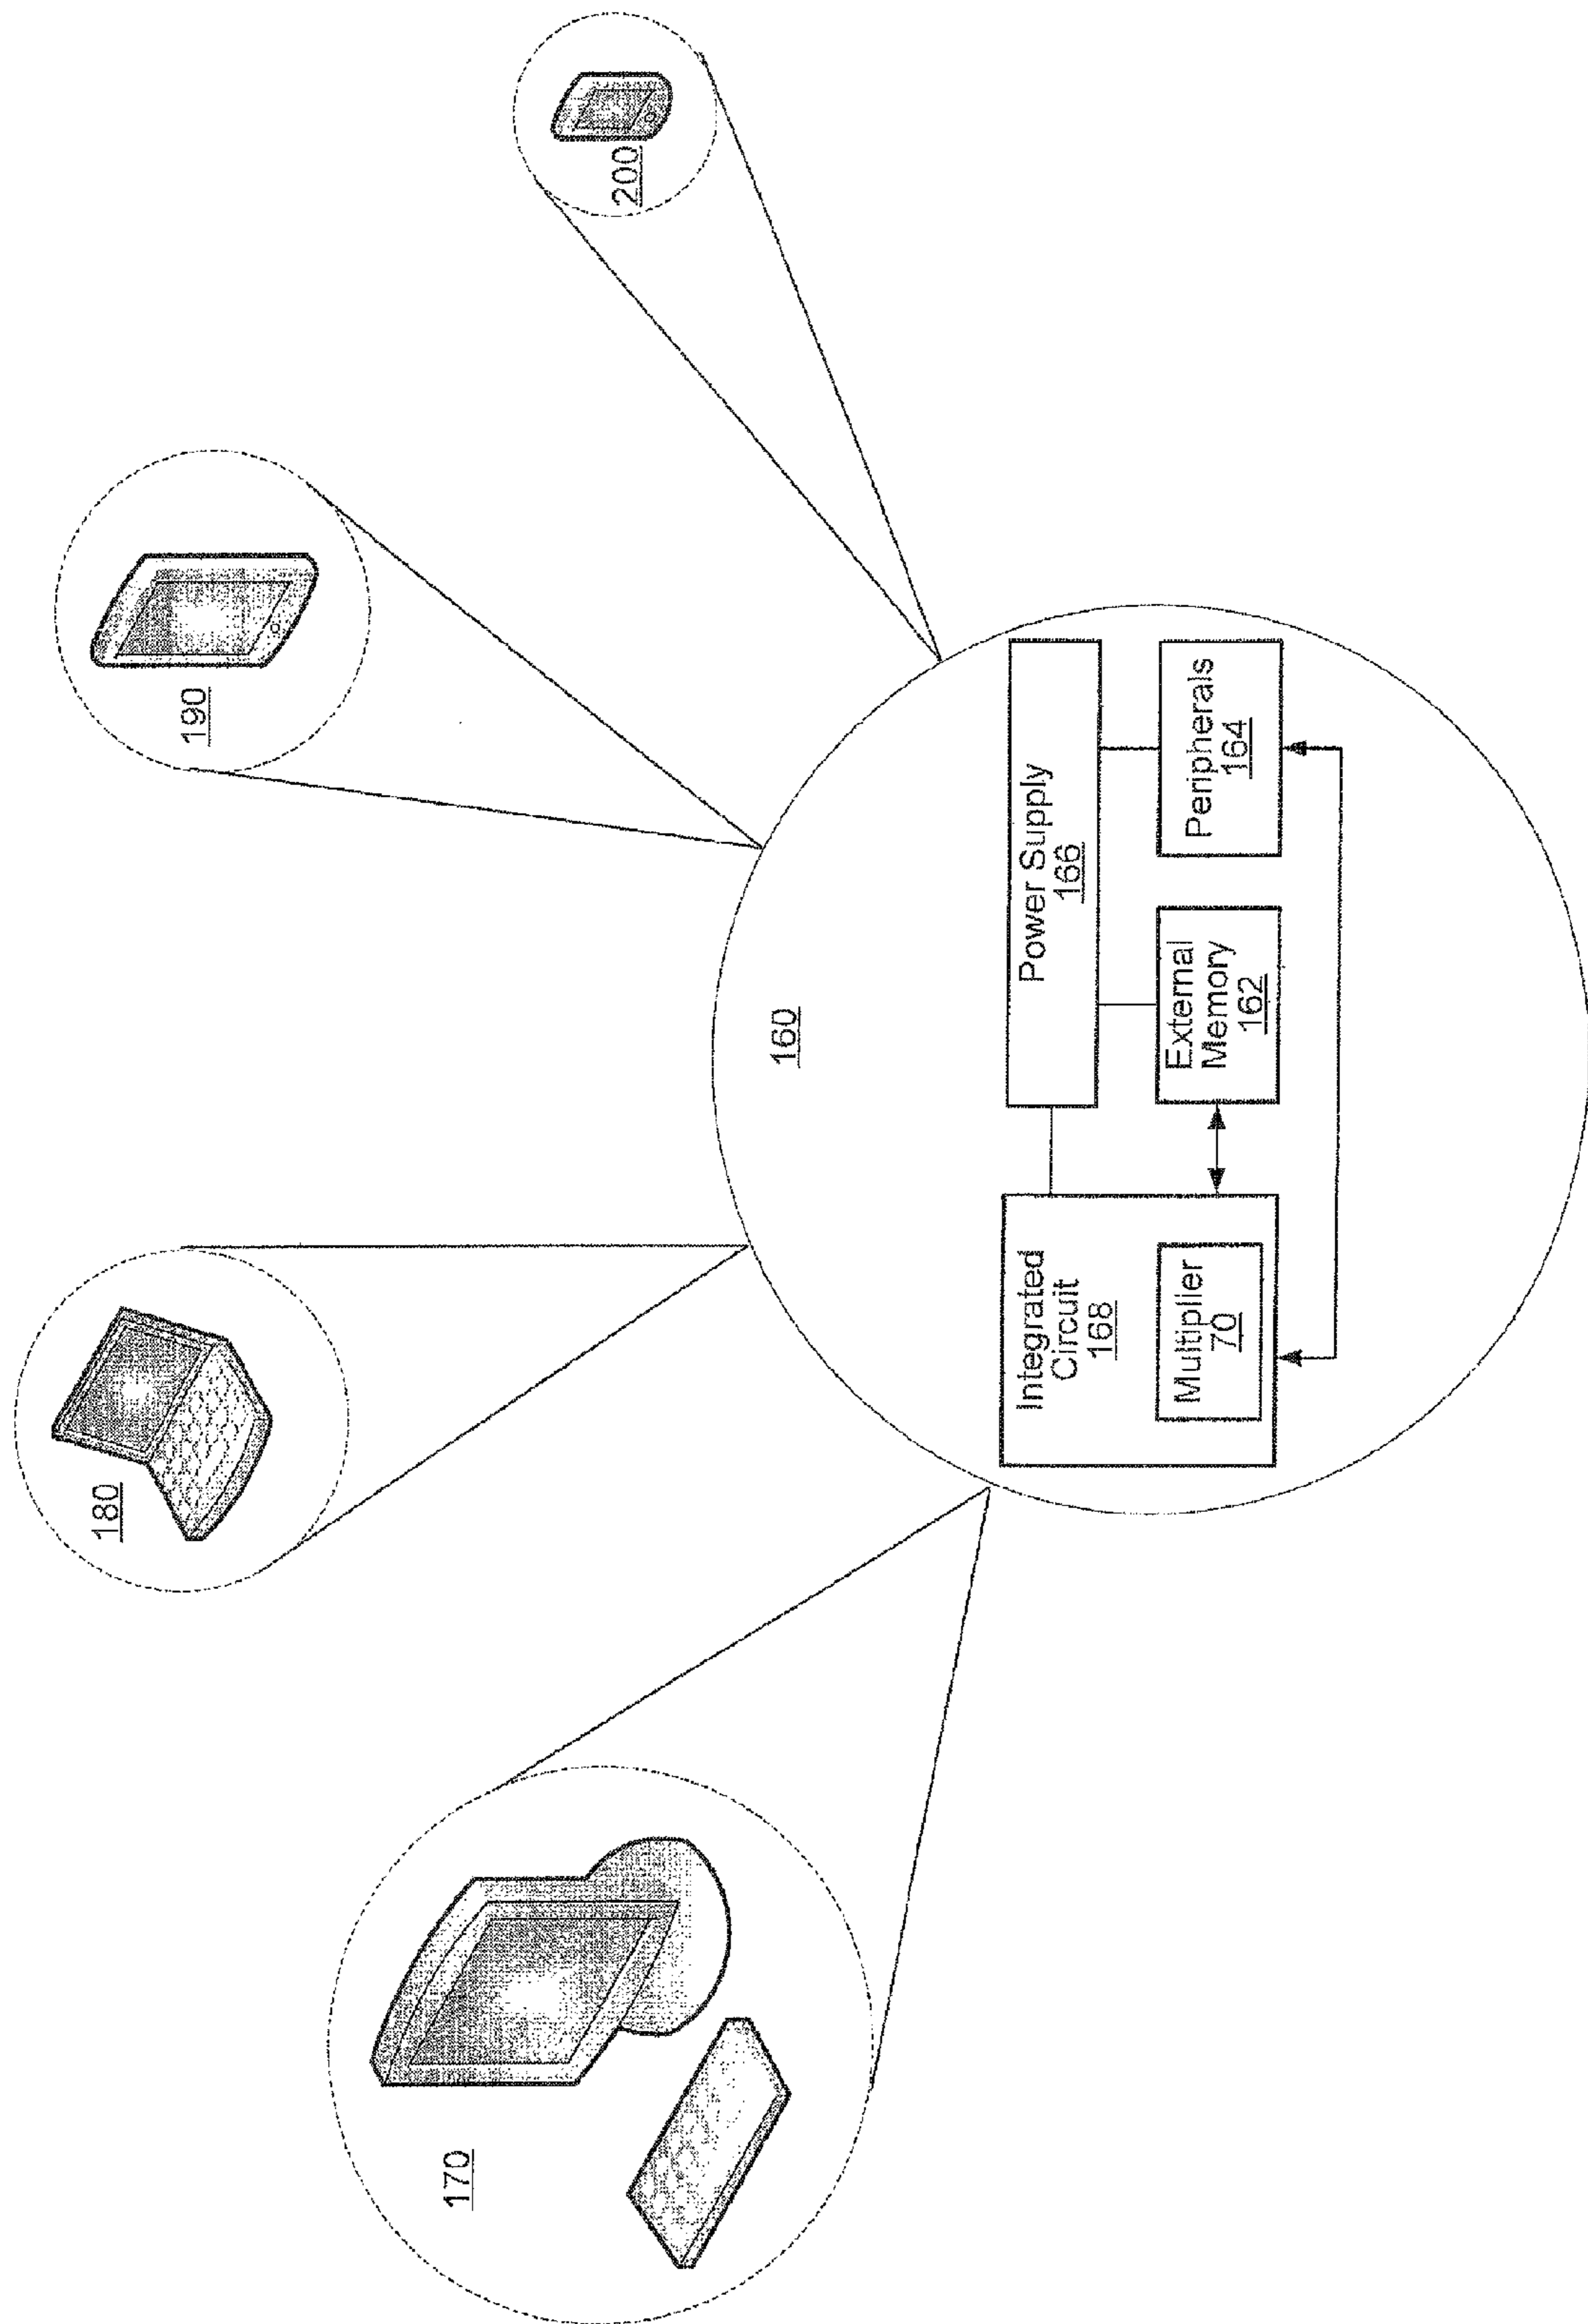 170
180
190
200
160
Integrated
Circuit
168
Multiplier
70
Power Supply
166
External
Memory
162
Peripherals
164